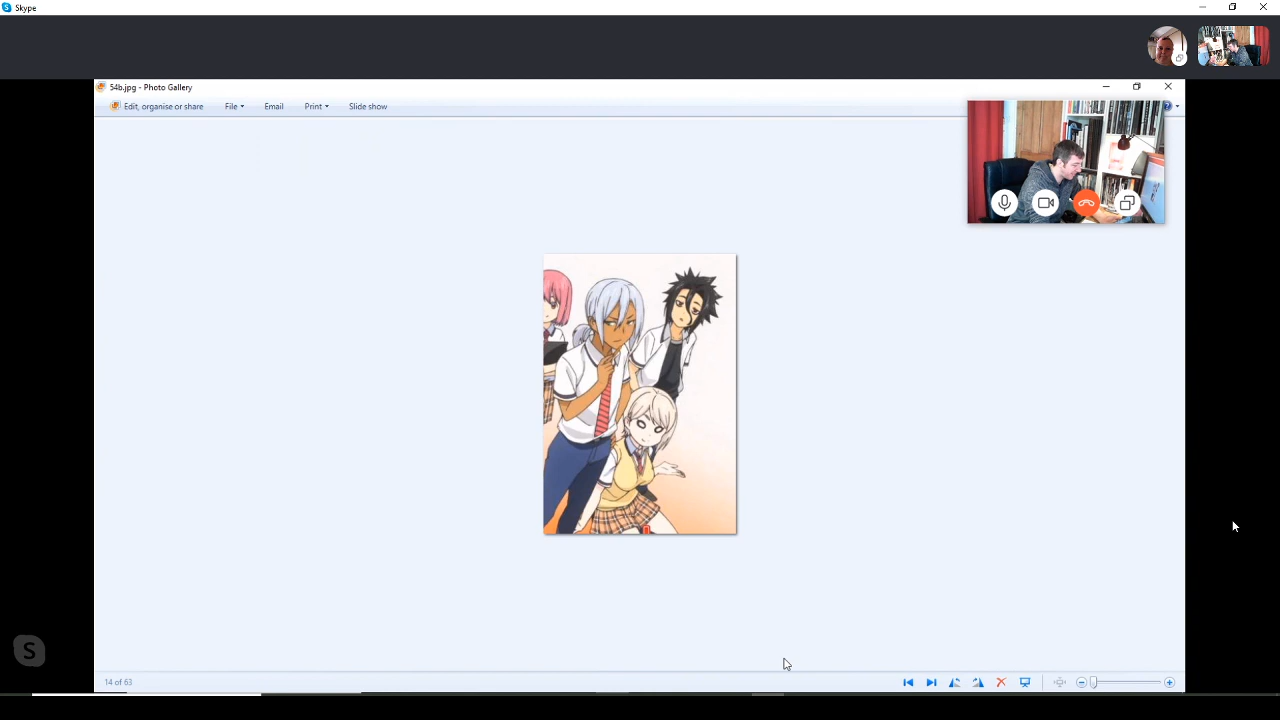 Skype
54b.jpg - Photo Gallery
Edit, organise or share File Email Print Slide show
S
14 of 63